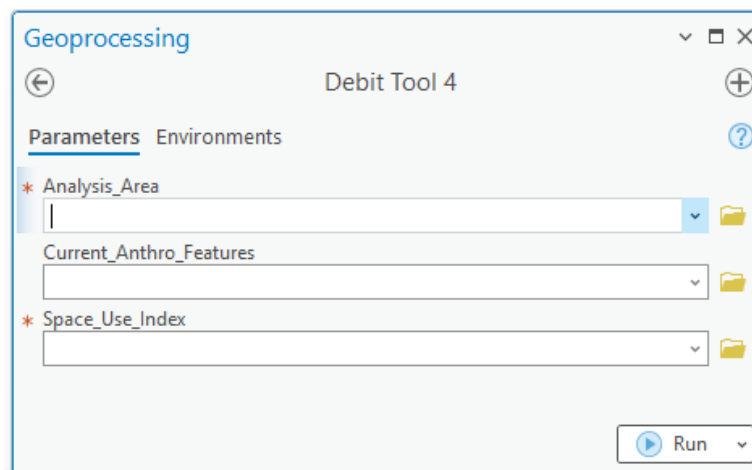 Geoprocessing
Debit Tool 4
Parameters Environments
* Analysis_Area
Current_Anthro_Features
* Space_Use_Index
Run